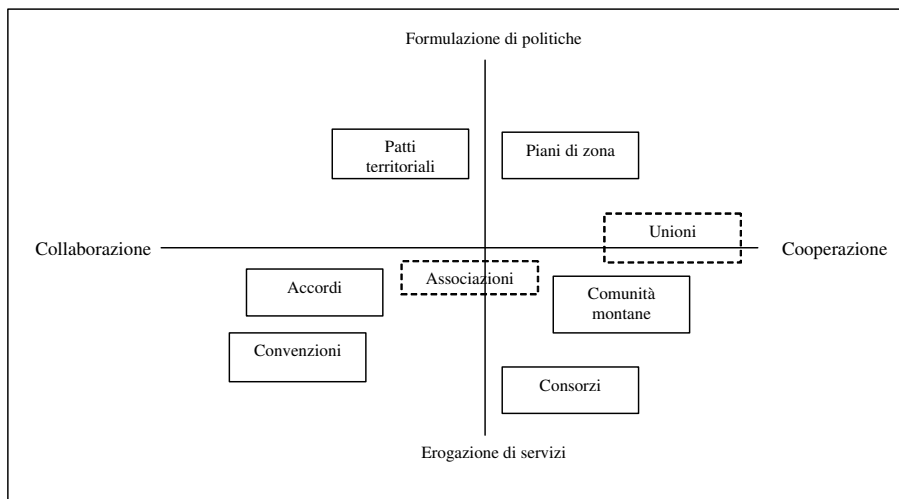 Formulazione di politiche
Patti
territoriali
Piani di zona
Unioni
Collaborazione
Cooperazione
Associazioni
Accordi
Comunità
montane
Convenzioni
Consorzi
Erogazione di servizi